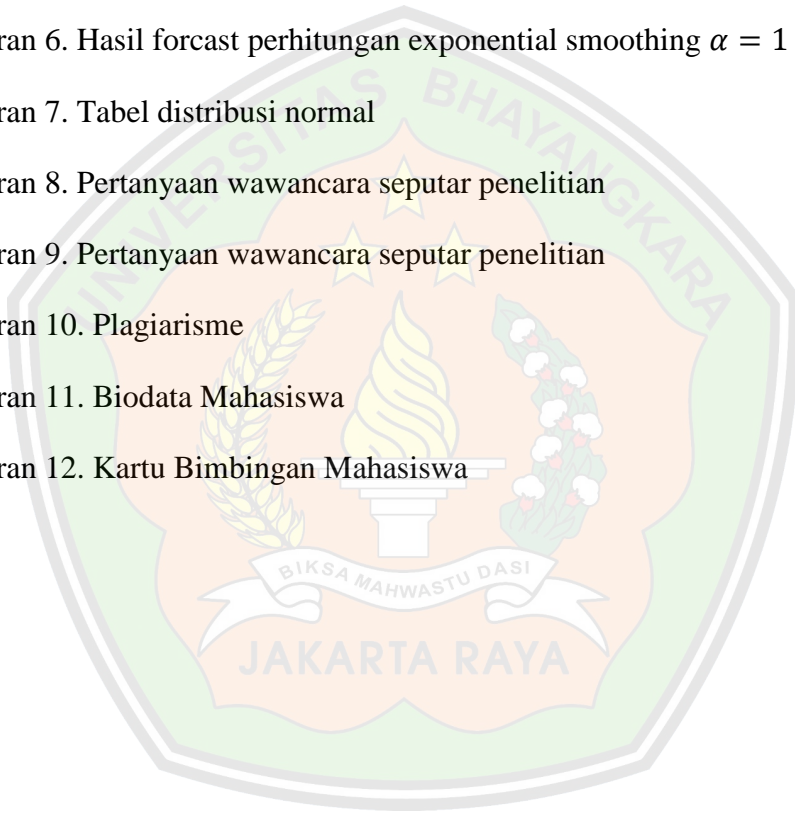 ran 6. Hasil forcast perhitungan exponential smoothing 𝛼 = 1
ran 7. Tabel distribusi normal
ran 8. Pertanyaan wawancara seputar penelitian
ran 9. Pertanyaan wawancara seputar penelitian
ran 10. Plagiarisme
ran 11. Biodata Mahasiswa
ran 12. Kartu Bimbingan Mahasiswa
UNIVERSITAS BHAYANGKARA
BIKSA MAHWASTU DASI
JAKARTA RAYA